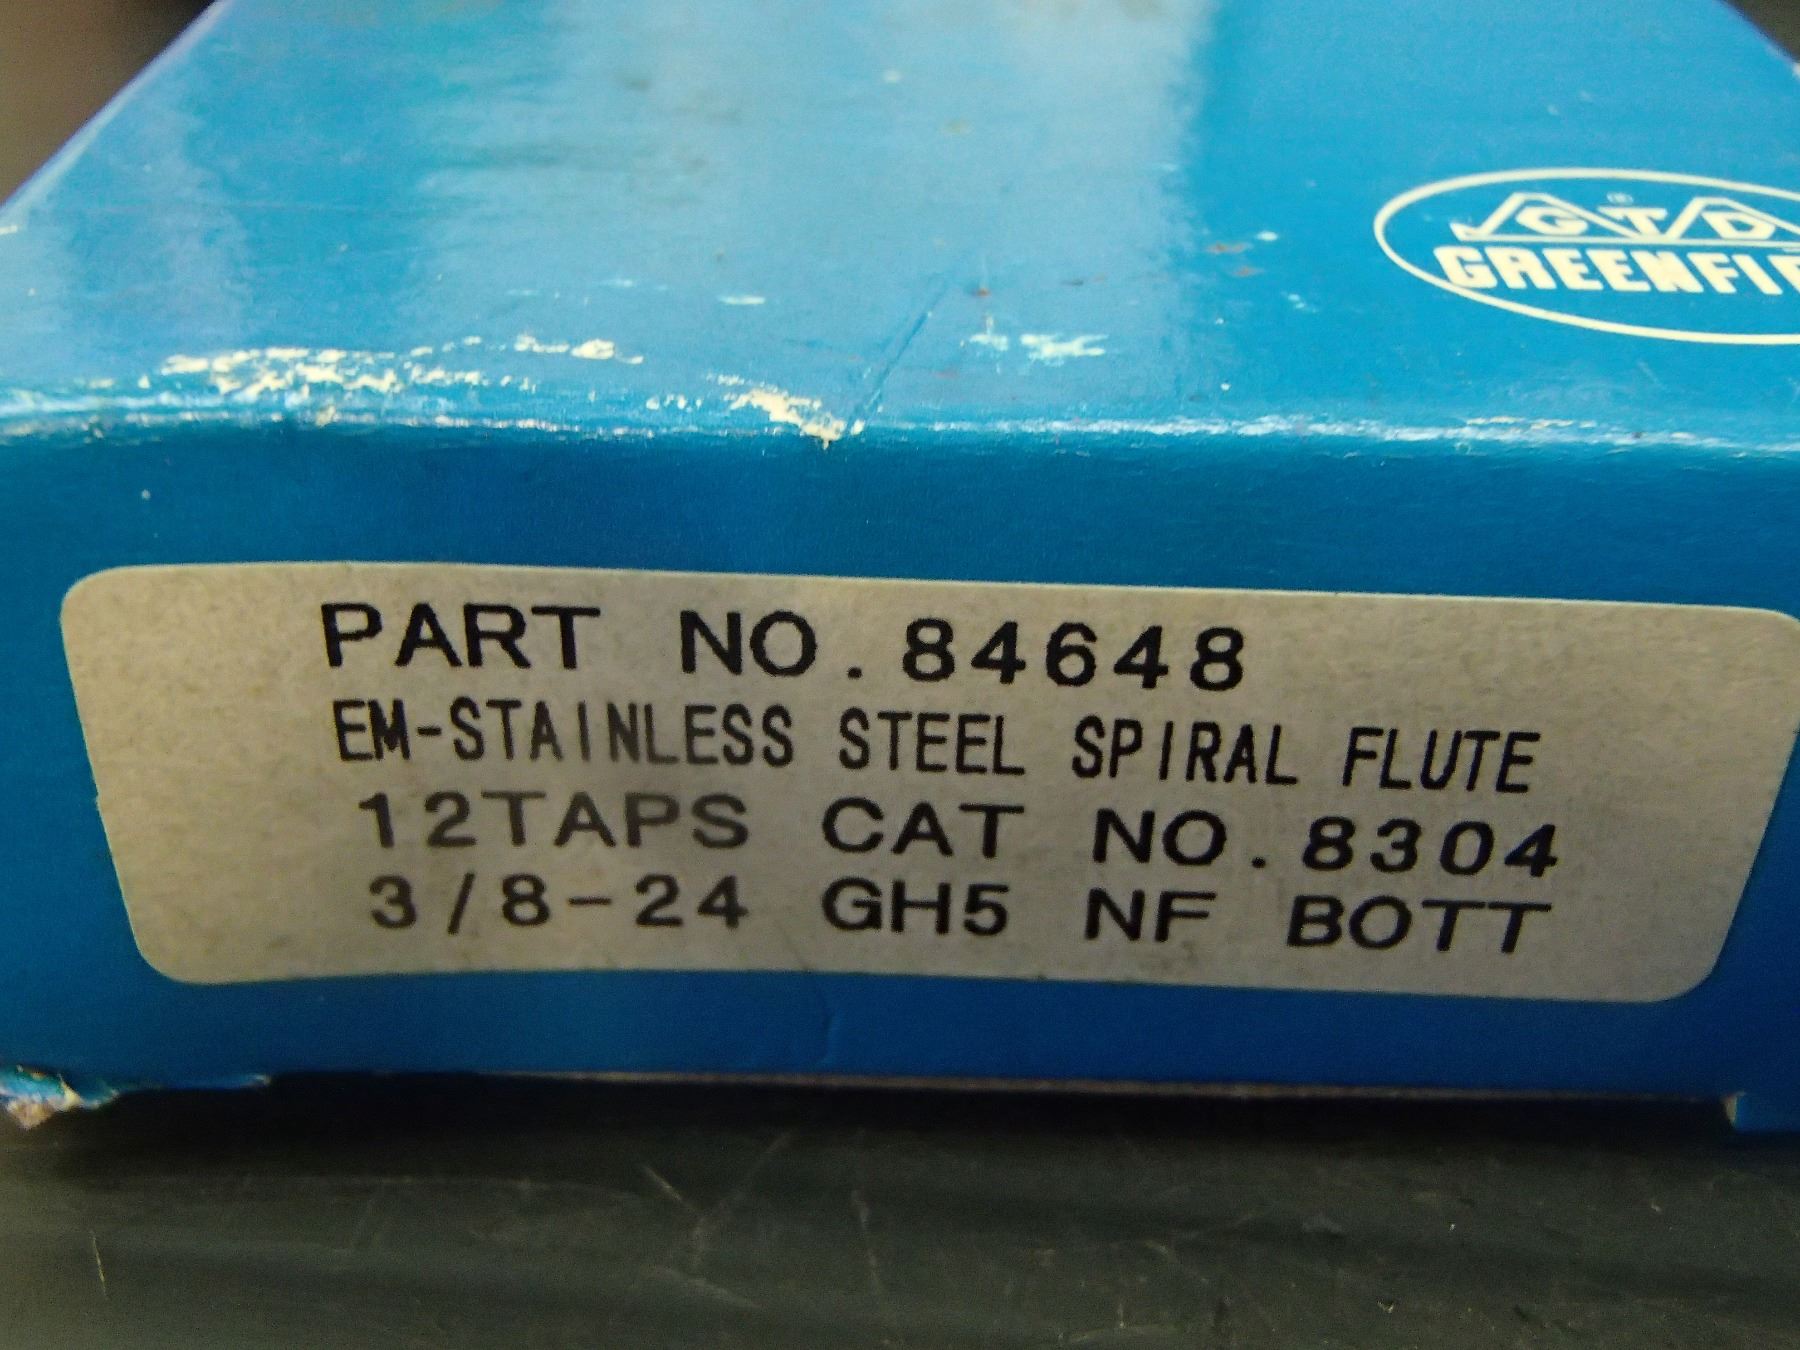 GTD®
GREENFI
PART NO.84648
EM-STAINLESS STEEL SPIRAL FLUTE
12TAPS CAT NO.8304
3/8-24 GH5 NF BOTT